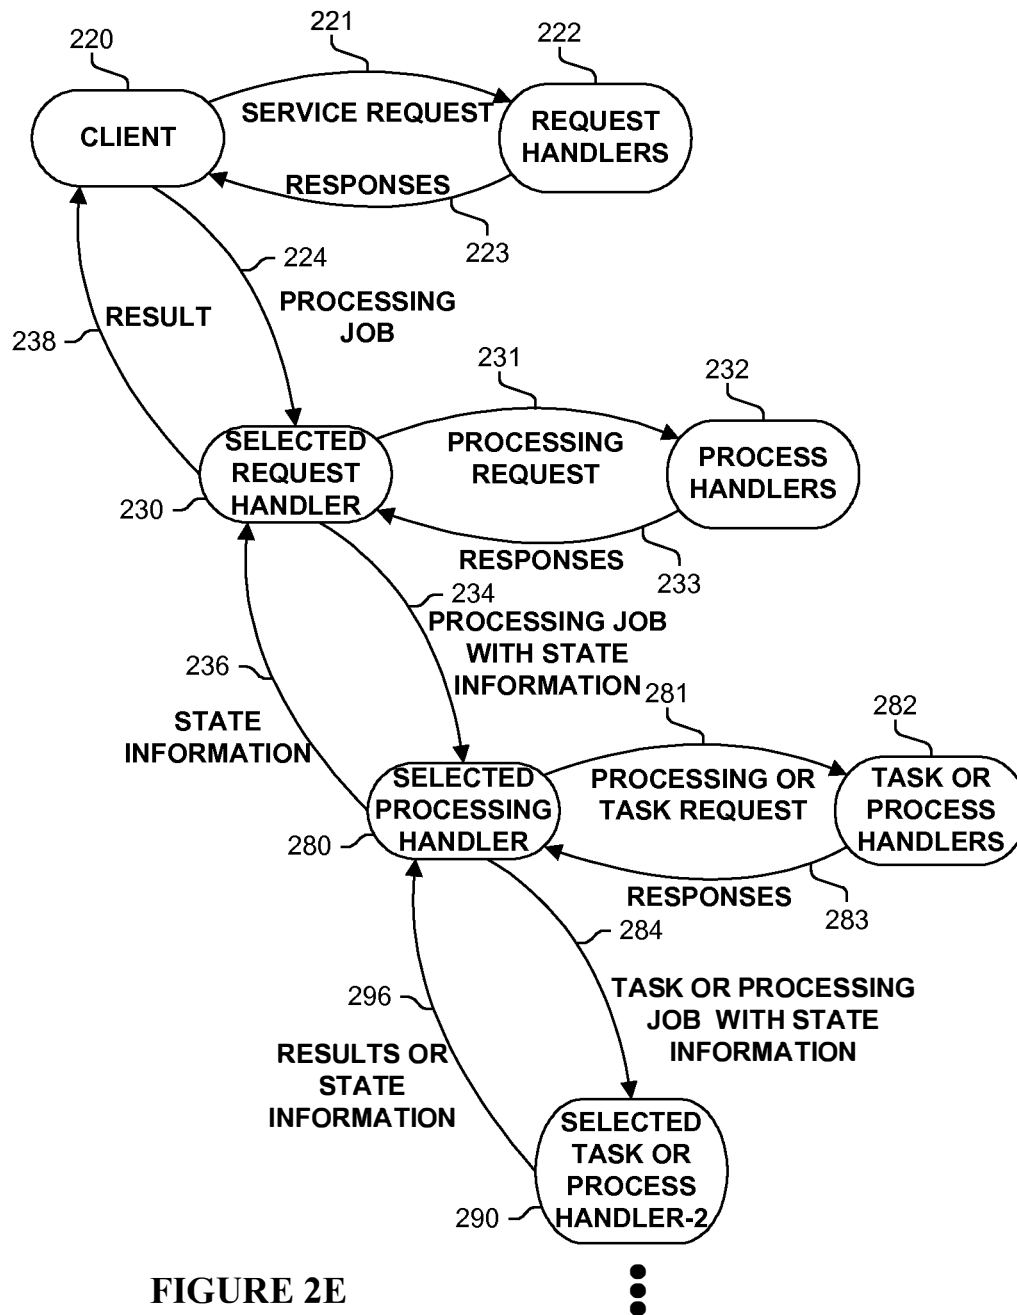 220
221
222
CLIENT
SERVICE REQUEST
REQUEST
HANDLERS
RESPONSES
223
224
PROCESSING
JOB
RESULT
238
231
232
SELECTED
REQUEST
HANDLER
230
PROCESSING
REQUEST
PROCESS
HANDLERS
RESPONSES
233
234
PROCESSING JOB
WITH STATE
INFORMATION
236
STATE
INFORMATION
281
282
SELECTED
PROCESSING
HANDLER
280
PROCESSING OR
TASK REQUEST
TASK OR
PROCESS
HANDLERS
RESPONSES
283
284
TASK OR PROCESSING
JOB WITH STATE
INFORMATION
296
RESULTS OR
STATE
INFORMATION
SELECTED
TASK OR
PROCESS
HANDLER-2
290
FIGURE 2E